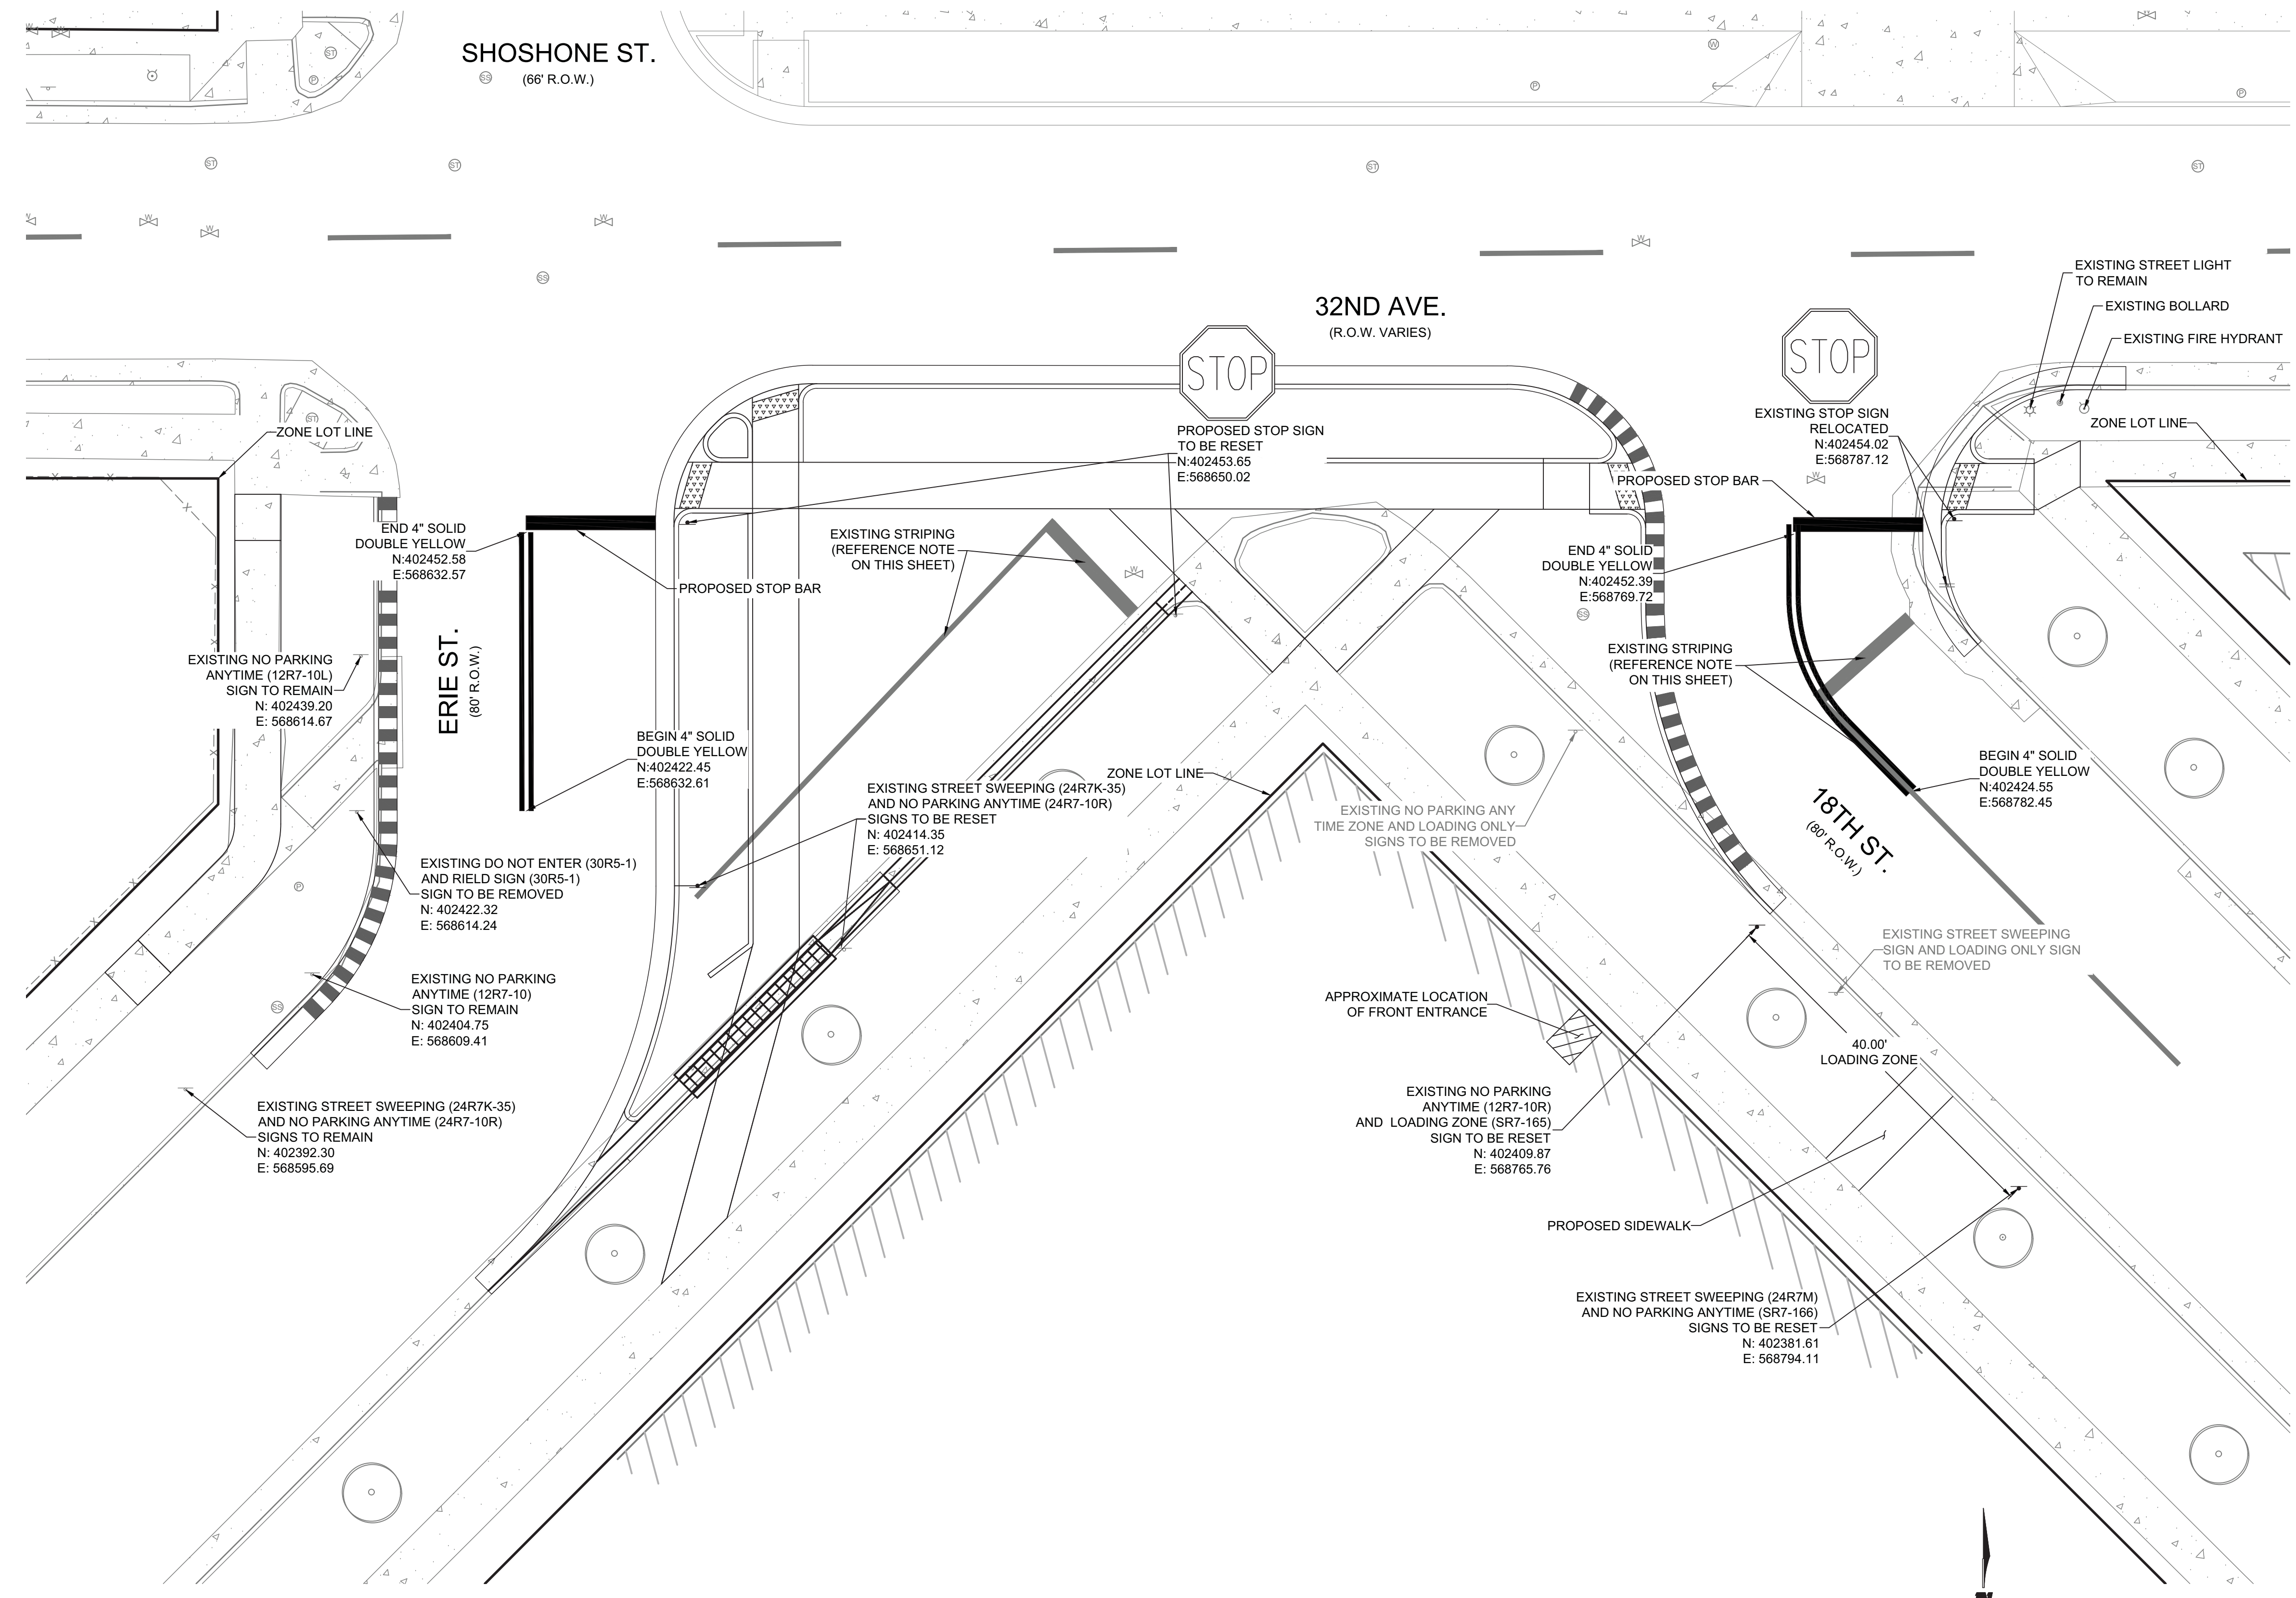 SHOSHONE ST.
(66' R.O.W.)
32ND AVE.
(R.O.W. VARIES)
STOP
STOP
EXISTING STREET LIGHT
TO REMAIN
EXISTING BOLLARD
EXISTING FIRE HYDRANT
ZONE LOT LINE
EXISTING STOP SIGN
RELOCATED
N:402454.02
E:568787.12
PROPOSED STOP SIGN
TO BE RESET
N:402453.65
E:568650.02
ZONE LOT LINE
PROPOSED STOP BAR
END 4" SOLID
DOUBLE YELLOW
N:402452.58
E:568632.57
EXISTING STRIPING
(REFERENCE NOTE
ON THIS SHEET)
END 4" SOLID
DOUBLE YELLOW
N:402452.39
E:568769.72
PROPOSED STOP BAR
ERIE ST.
(80' R.O.W.)
EXISTING NO PARKING
ANYTIME (12R7-10L)
SIGN TO REMAIN
N: 402439.20
E: 568614.67
EXISTING STRIPING
(REFERENCE NOTE
ON THIS SHEET)
BEGIN 4" SOLID
DOUBLE YELLOW
N:402422.45
E:568632.61
ZONE LOT LINE
EXISTING STREET SWEEPING (24R7K-35)
AND NO PARKING ANYTIME (24R7-10R)
SIGNS TO BE RESET
N: 402414.35
E: 568651.12
EXISTING NO PARKING ANY
TIME ZONE AND LOADING ONLY
SIGNS TO BE REMOVED
18TH ST.
(80' R.O.W.)
BEGIN 4" SOLID
DOUBLE YELLOW
N:402424.55
E:568782.45
EXISTING DO NOT ENTER (30R5-1)
AND RIELD SIGN (30R5-1)
SIGN TO BE REMOVED
N: 402422.32
E: 568614.24
EXISTING STREET SWEEPING
SIGN AND LOADING ONLY SIGN
TO BE REMOVED
EXISTING NO PARKING
ANYTIME (12R7-10)
SIGN TO REMAIN
N: 402404.75
E: 568609.41
APPROXIMATE LOCATION
OF FRONT ENTRANCE
40.00'
LOADING ZONE
EXISTING STREET SWEEPING (24R7K-35)
AND NO PARKING ANYTIME (24R7-10R)
SIGNS TO REMAIN
N: 402392.30
E: 568595.69
EXISTING NO PARKING
ANYTIME (12R7-10R)
AND LOADING ZONE (SR7-165)
SIGN TO BE RESET
N: 402409.87
E: 568765.76
PROPOSED SIDEWALK
EXISTING STREET SWEEPING (24R7M)
AND NO PARKING ANYTIME (SR7-166)
SIGNS TO BE RESET
N: 402381.61
E: 568794.11